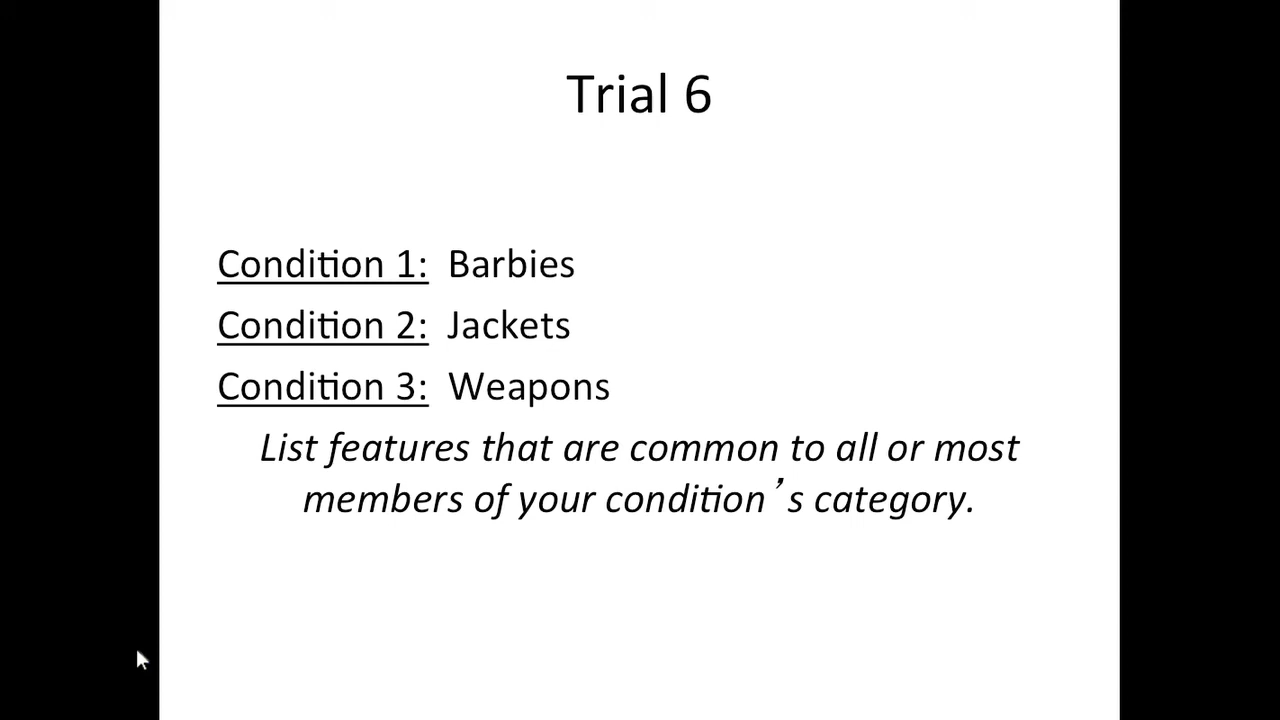 Trial 6
Condition 1: Barbies
Condition 2: Jackets
Condition 3: Weapons
List features that are common to all or most
members of your condition’s category.